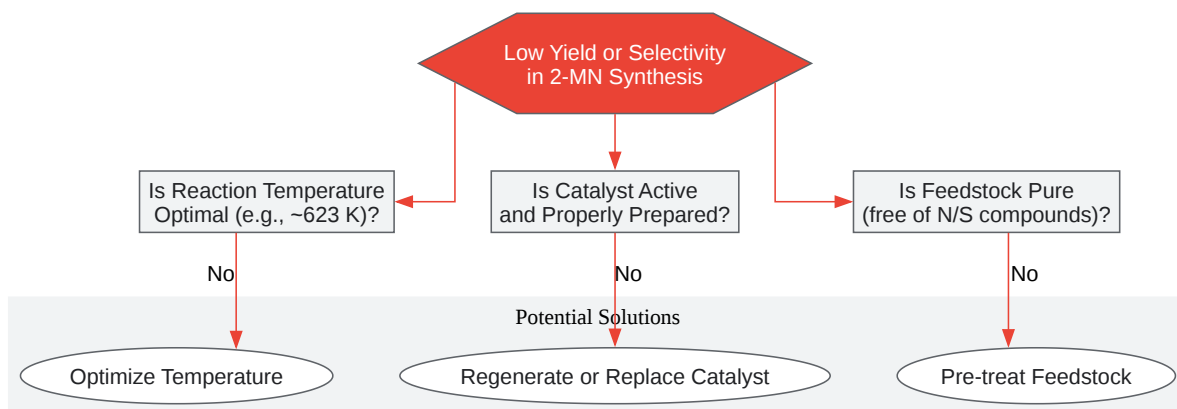 Low Yield or Selectivity
in 2-MN Synthesis
Is Reaction Temperature
Optimal (e.g., ~623 K)?
Is Catalyst Active
and Properly Prepared?
Is Feedstock Pure
(free of N/S compounds)?
No
No
No
Potential Solutions
Optimize Temperature
Regenerate or Replace Catalyst
Pre-treat Feedstock